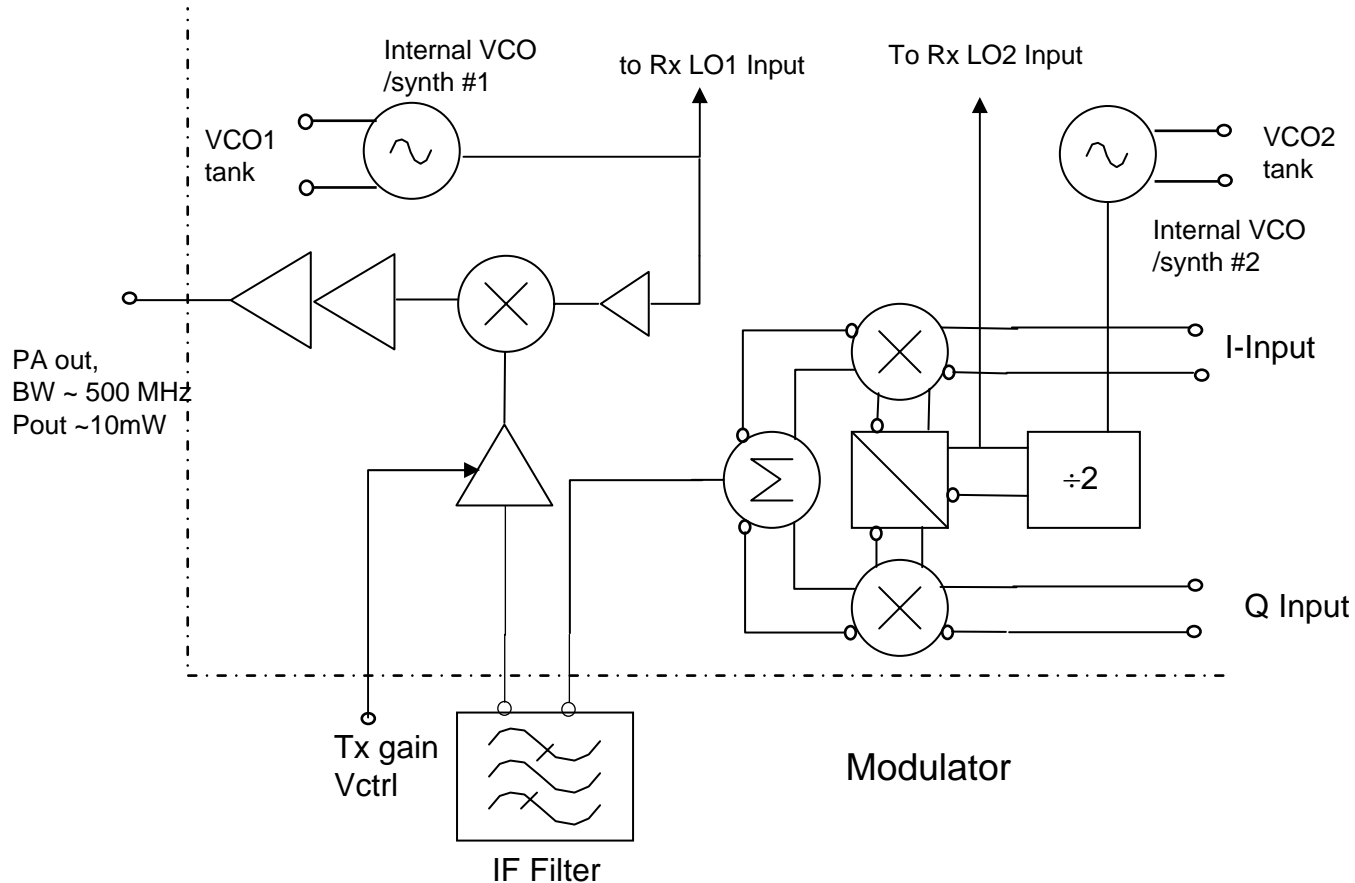 Internal VCO
/synth #1
to Rx LO1 Input
To Rx LO2 Input
VCO1
tank
VCO2
tank
Internal VCO
/synth #2
PA out,
BW ~ 500 MHz
Pout ~10mW
I-Input
Σ
÷2
Q Input
Tx gain
Vctrl
Modulator
IF Filter